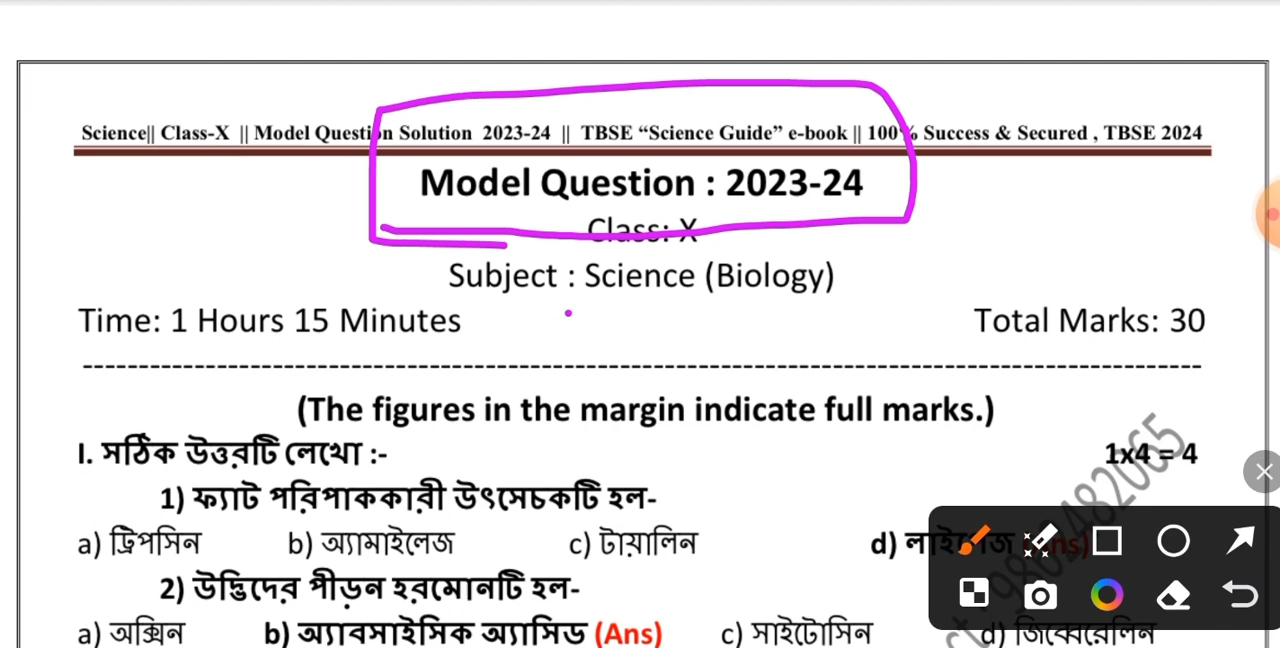 Science|| Class-X || Model Question Solution 2023-24 || TBSE “Science Guide” e-book || 100% Success & Secured , TBSE 2024
Model Question : 2023-24
Class: X
Subject : Science (Biology)
Time: 1 Hours 15 Minutes Total Marks: 30
(The figures in the margin indicate full marks.)
I. সঠিক উত্তরটি লেখো :- 1x4 = 4
1) ফ্যাট পরিপাককারী উৎসেচকটি হল-
a) ট্রিপসিন b) অ্যামাইলেজ c) টায়ালিন d) লাইপেজ (Ans)
2) উদ্ভিদের পীড়ন হরমোনটি হল-
a) অক্সিন b) অ্যাবসাইসিক অ্যাসিড (Ans) c) সাইটোসিন d) জিব্বেরেলিন